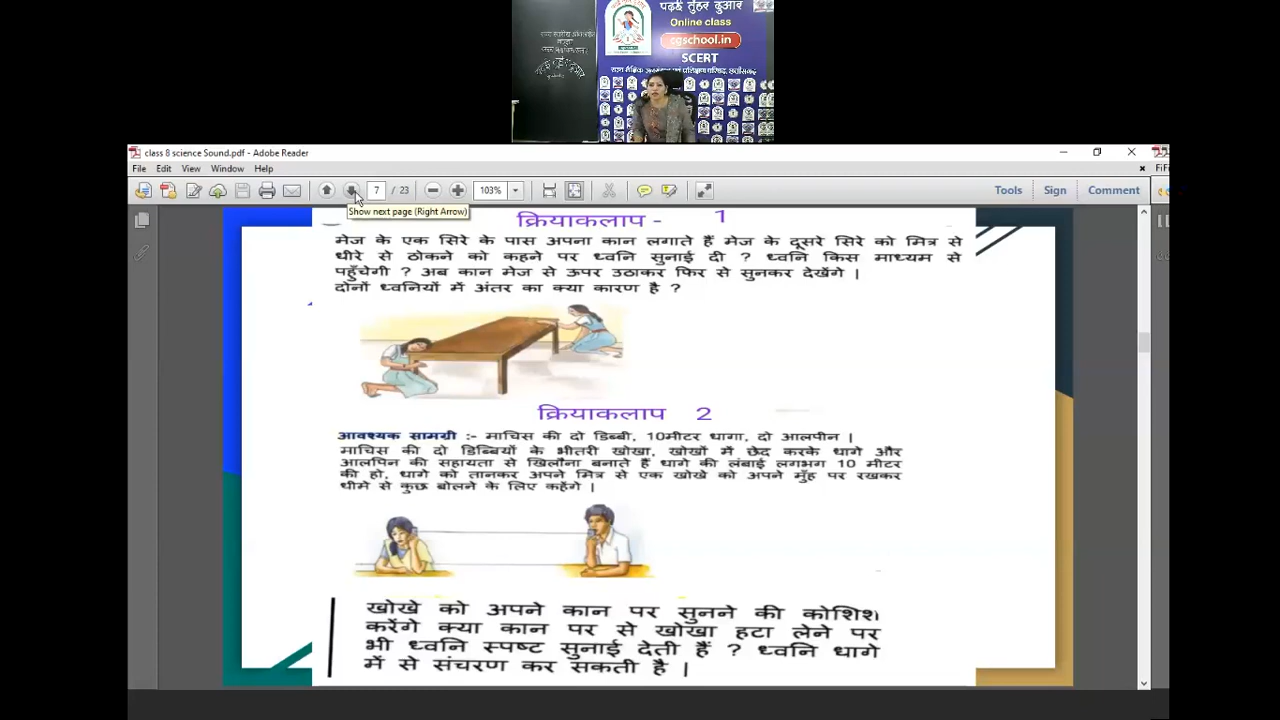 पढ़ई तुंहर दुआर
Online class
cgschool.in
SCERT
class 8 science Sound.pdf - Adobe Reader
File Edit View Window Help
7 / 23 103% Tools Sign Comment
Show next page (Right Arrow)
क्रियाकलाप - 1
मेज के एक सिरे के पास अपना कान लगाते हैं मेज के दूसरे सिरे को मित्र से
धीरे से ठोकने को कहने पर ध्वनि सुनाई दी ? ध्वनि किस माध्यम से
पहुँचेगी ? अब कान मेज से ऊपर उठाकर फिर से सुनकर देखेंगे |
दोनों ध्वनियों में अंतर का क्या कारण है ?
क्रियाकलाप 2
आवश्यक सामग्री :- माचिस की दो डिब्बी, 10मीटर धागा, दो आलपीन |
माचिस की दो डिब्बियों के भीतरी खोखा, खोखों में छेद करके धागे और
आलपिन की सहायता से खिलौना बनाते हैं धागे की लंबाई लगभग 10 मीटर
की हो, धागे को तानकर अपने मित्र से एक खोखे को अपने मुँह पर रखकर
धीमे से कुछ बोलने के लिए कहेंगे |
खोखे को अपने कान पर सुनने की कोशिश
करेंगे क्या कान पर से खोखा हटा लेने पर
भी ध्वनि स्पष्ट सुनाई देती हैं ? ध्वनि धागे
में से संचरण कर सकती है |